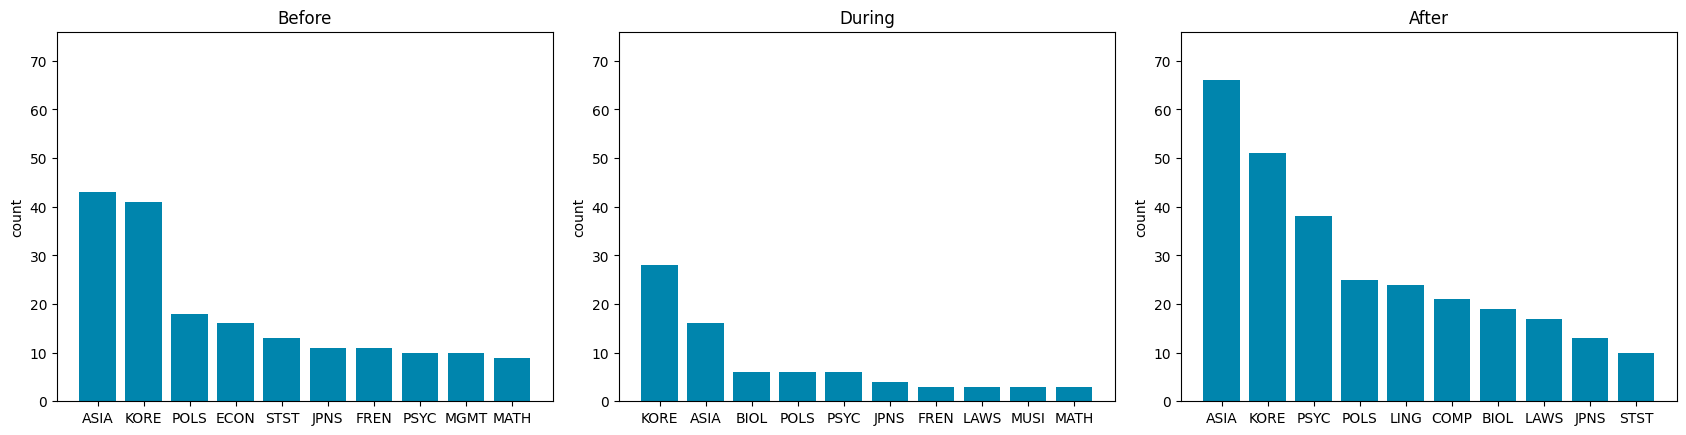 Before
70
60
50
40
30
20
10
0
count
ASIA KORE POLS ECON STST JPNS FREN PSYC MGMT MATH
During
70
60
50
40
30
20
10
0
count
KORE ASIA BIOL POLS PSYC JPNS FREN LAWS MUSI MATH
After
70
60
50
40
30
20
10
0
count
ASIA KORE PSYC POLS LING COMP BIOL LAWS JPNS STST